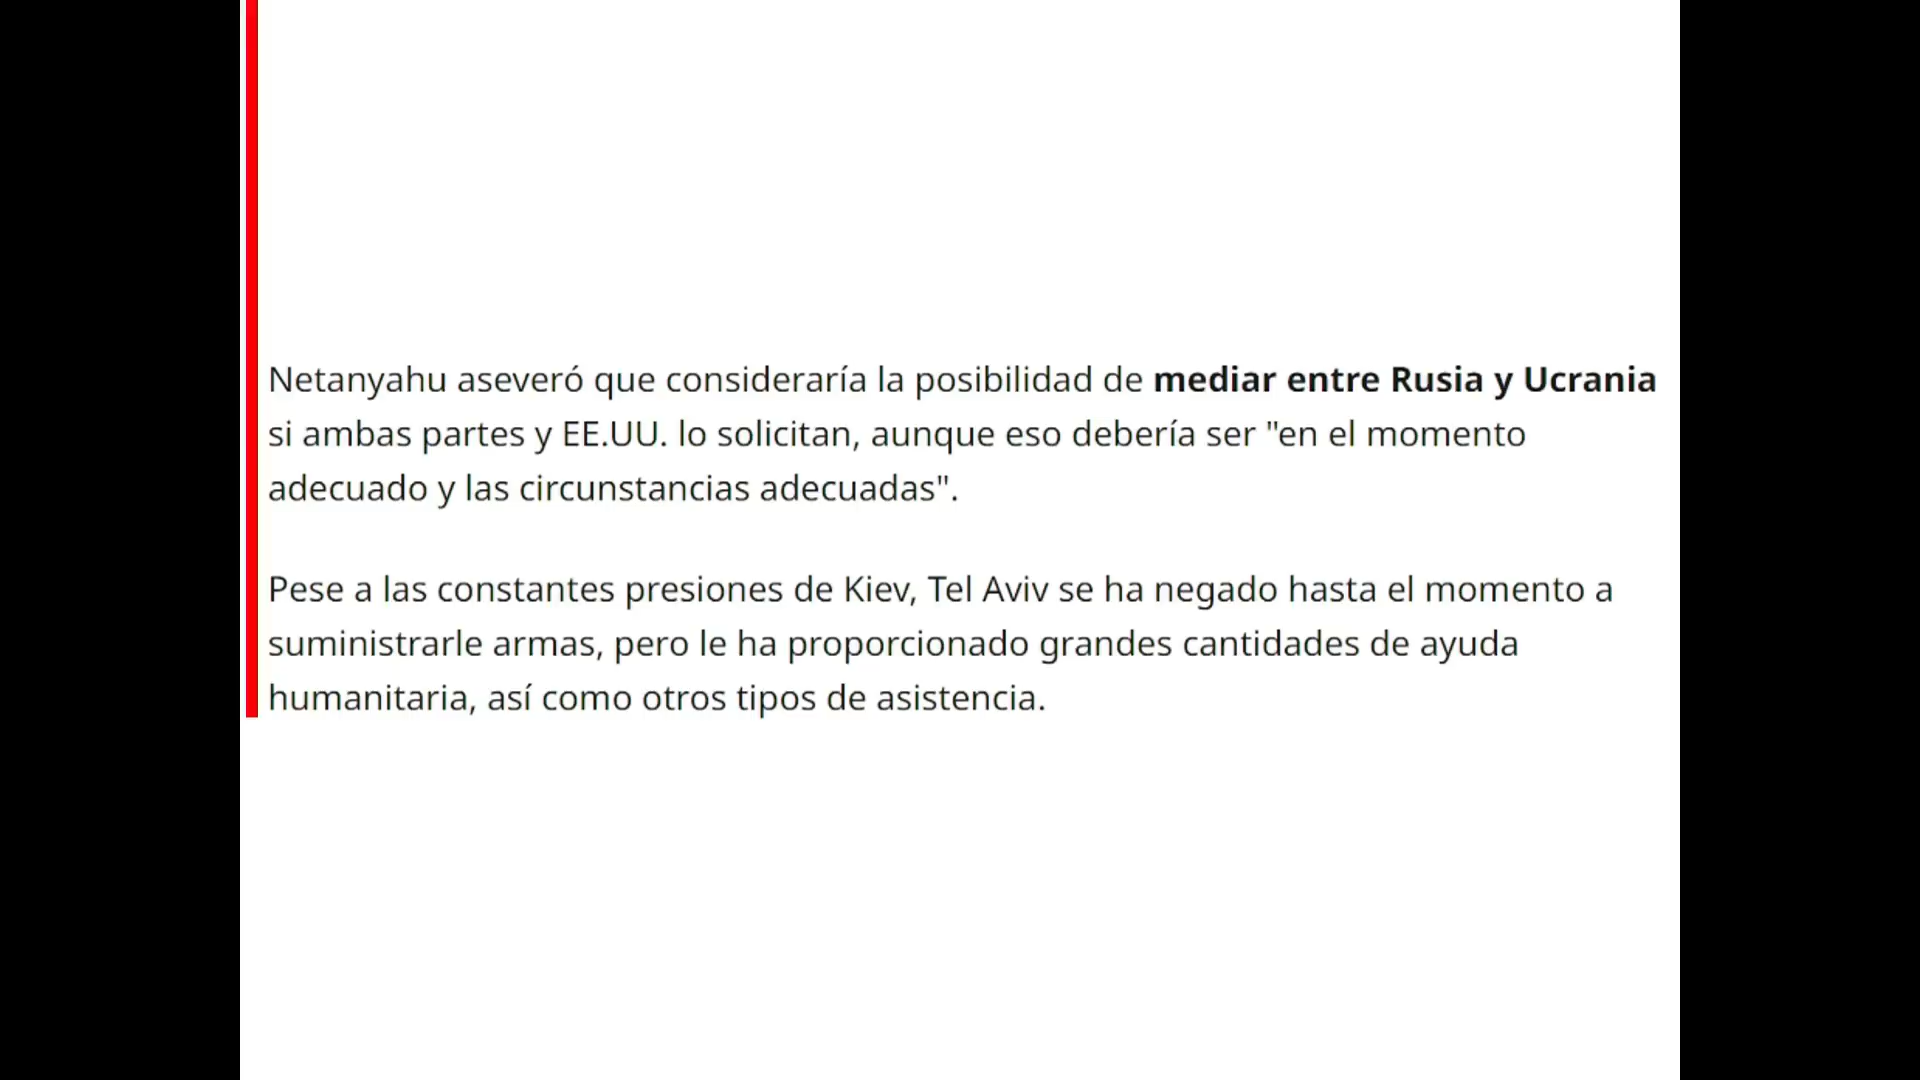 Netanyahu aseveró que consideraría la posibilidad de mediar entre Rusia y Ucrania
si ambas partes y EE.UU. lo solicitan, aunque eso debería ser "en el momento
adecuado y las circunstancias adecuadas".
Pese a las constantes presiones de Kiev, Tel Aviv se ha negado hasta el momento a
suministrarle armas, pero le ha proporcionado grandes cantidades de ayuda
humanitaria, así como otros tipos de asistencia.